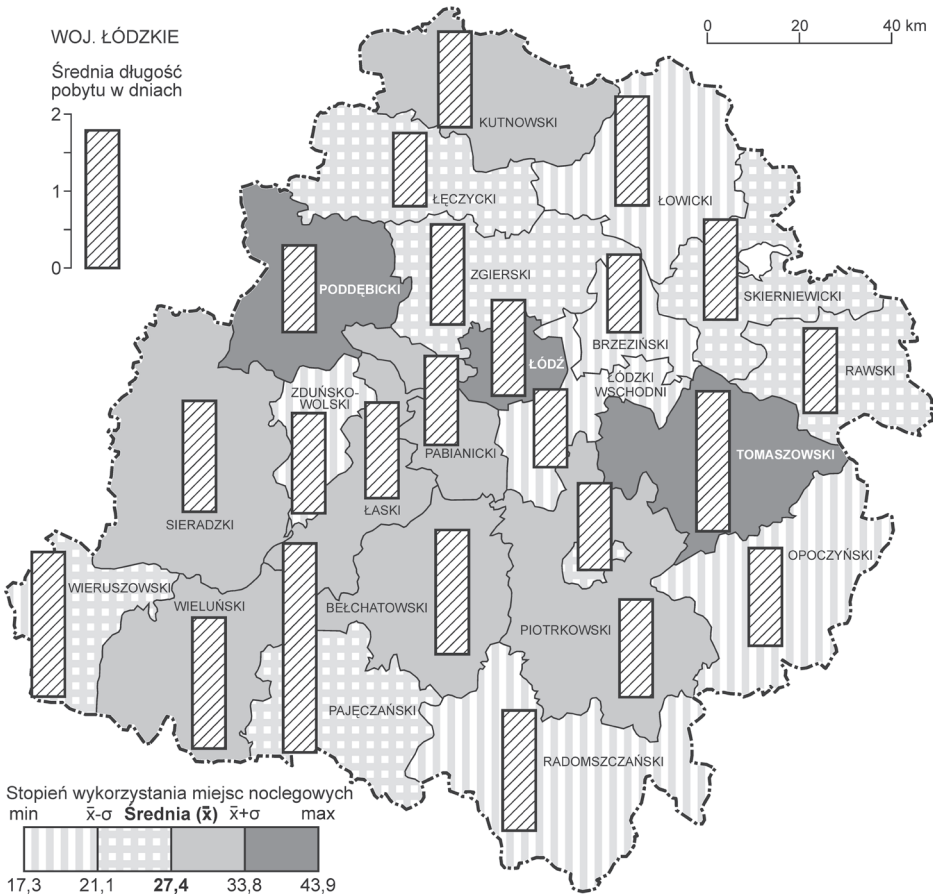 WOJ. ŁÓDZKIE
Średnia długość
pobytu w dniach
2
1
0
0 20 40 km
KUTNOWSKI
ŁĘCZYCKI
ŁOWICKI
ZGIERSKI
PODDĘBICKI
SKIERNIEWICKI
BRZEZIŃSKI
ŁÓDŹ
RAWSKI
ŁÓDZKI
WSCHODNI
ZDUŃSKO-
WOLSKI
PABIANICKI
TOMASZOWSKI
ŁASKI
SIERADZKI
OPOCZYŃSKI
WIERUSZOWSKI
WIELUŃSKI
BEŁCHATOWSKI
PIOTRKOWSKI
PAJĘCZAŃSKI
RADOMSZCZAŃSKI
Stopień wykorzystania miejsc noclegowych
min x̄-σ Średnia (x̄) x̄+σ max
17,3 21,1 27,4 33,8 43,9